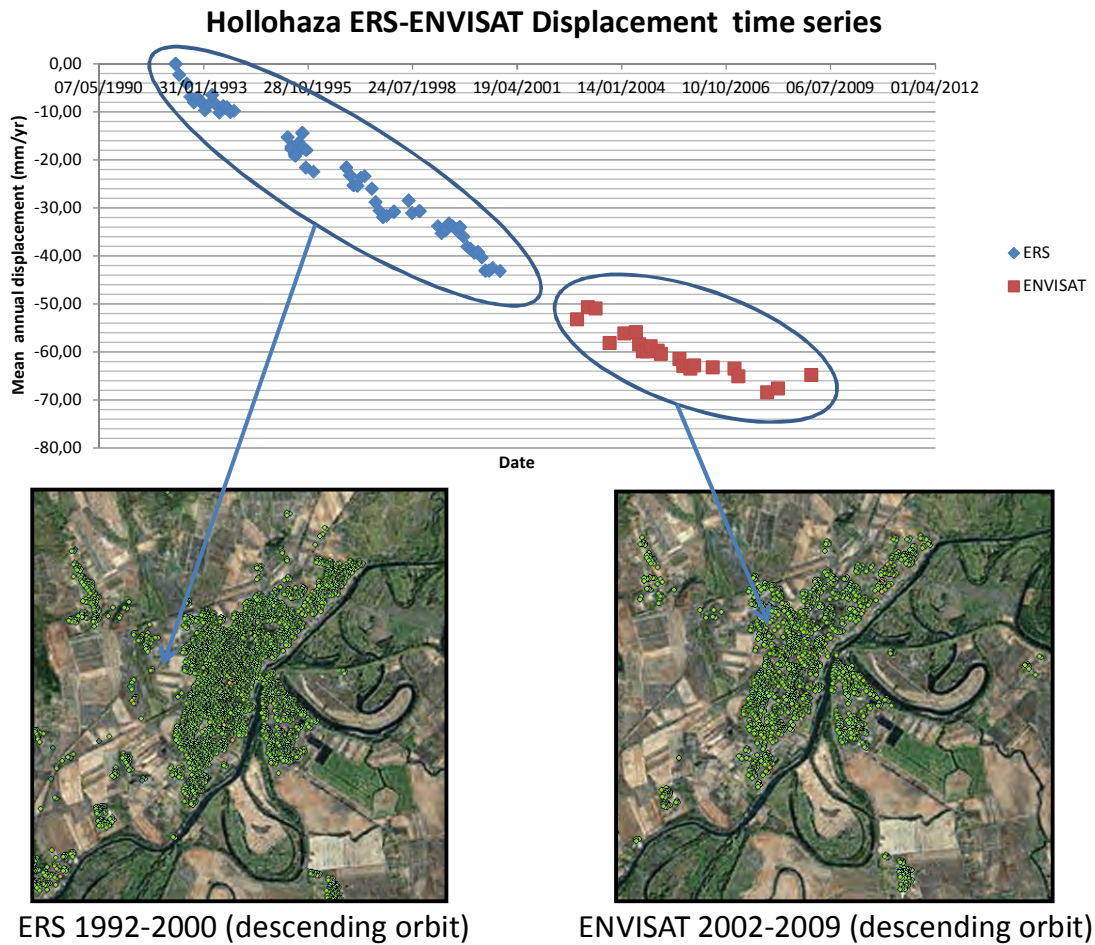 Hollohaza ERS-ENVISAT Displacement time series
0,00
07/05/1990 31/01/1993 28/10/1995 24/07/1998 19/04/2001 14/01/2004 10/10/2006 06/07/2009 01/04/2012
-10,00
-20,00
-30,00
-40,00
-50,00
-60,00
-70,00
-80,00
Mean annual displacement (mm/yr)
Date
ERS
ENVISAT
ERS 1992-2000 (descending orbit)
ENVISAT 2002-2009 (descending orbit)